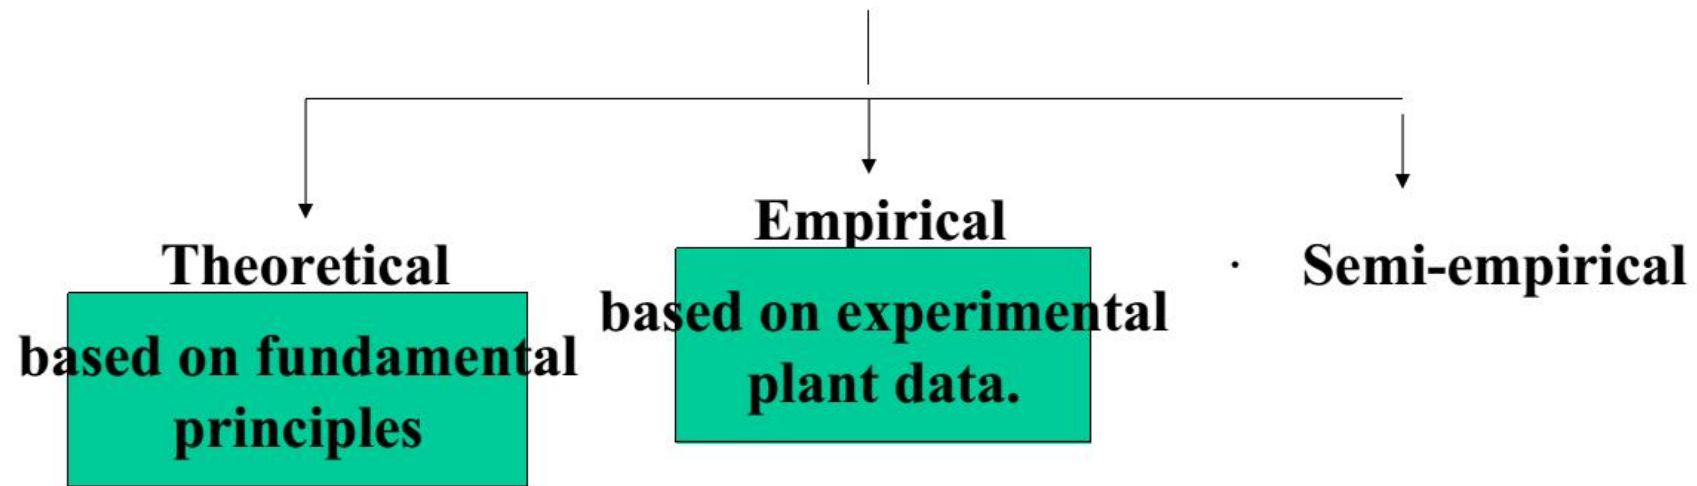 Theoretical
based on fundamental
principles
Empirical
based on experimental
plant data.
· Semi-empirical